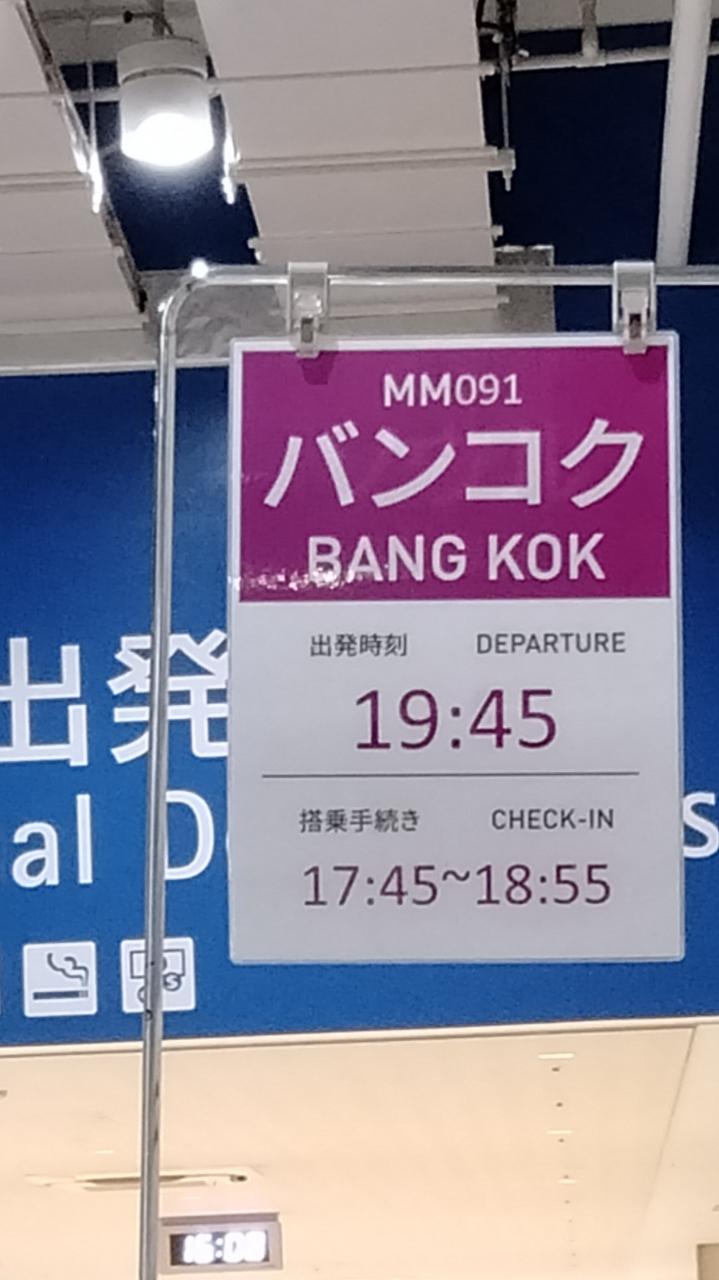 MM091
バンコク
BANG KOK
出発時刻 DEPARTURE
19:45
搭乗手続き CHECK-IN
17:45~18:55
出発
al D
s
16:00